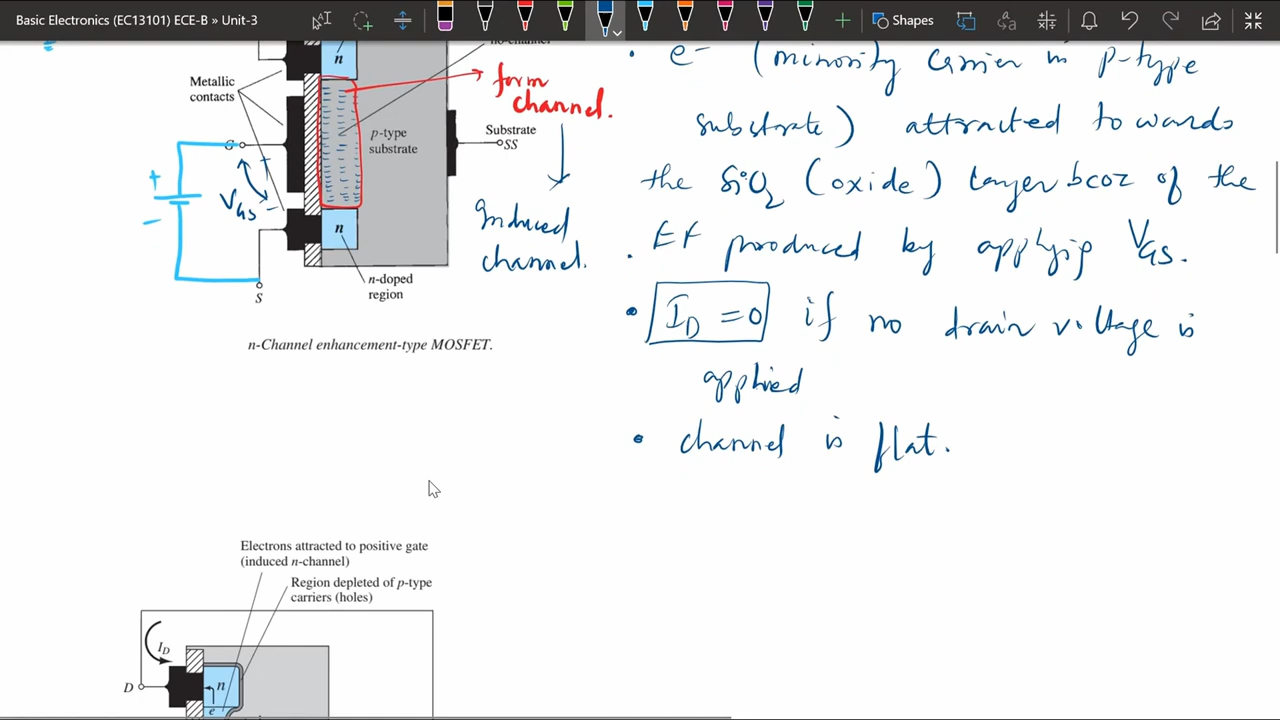 Basic Electronics (EC13101) ECE-B » Unit-3
Shapes
n
Metallic
contacts
form
channel.
p-type
substrate
Substrate
SS
G
+
+
VGS
-
-
Induced
channel.
n
n-doped
region
S
n-Channel enhancement-type MOSFET.
• e- (minority carrier in p-type
substrate) attracted towards
the SiO2 (oxide) layer bcoz of the
• EF produced by applyig VGS.
• ID = 0 if no drain voltage is
applied
• channel is flat.
Electrons attracted to positive gate
(induced n-channel)
Region depleted of p-type
carriers (holes)
ID
D
n
e